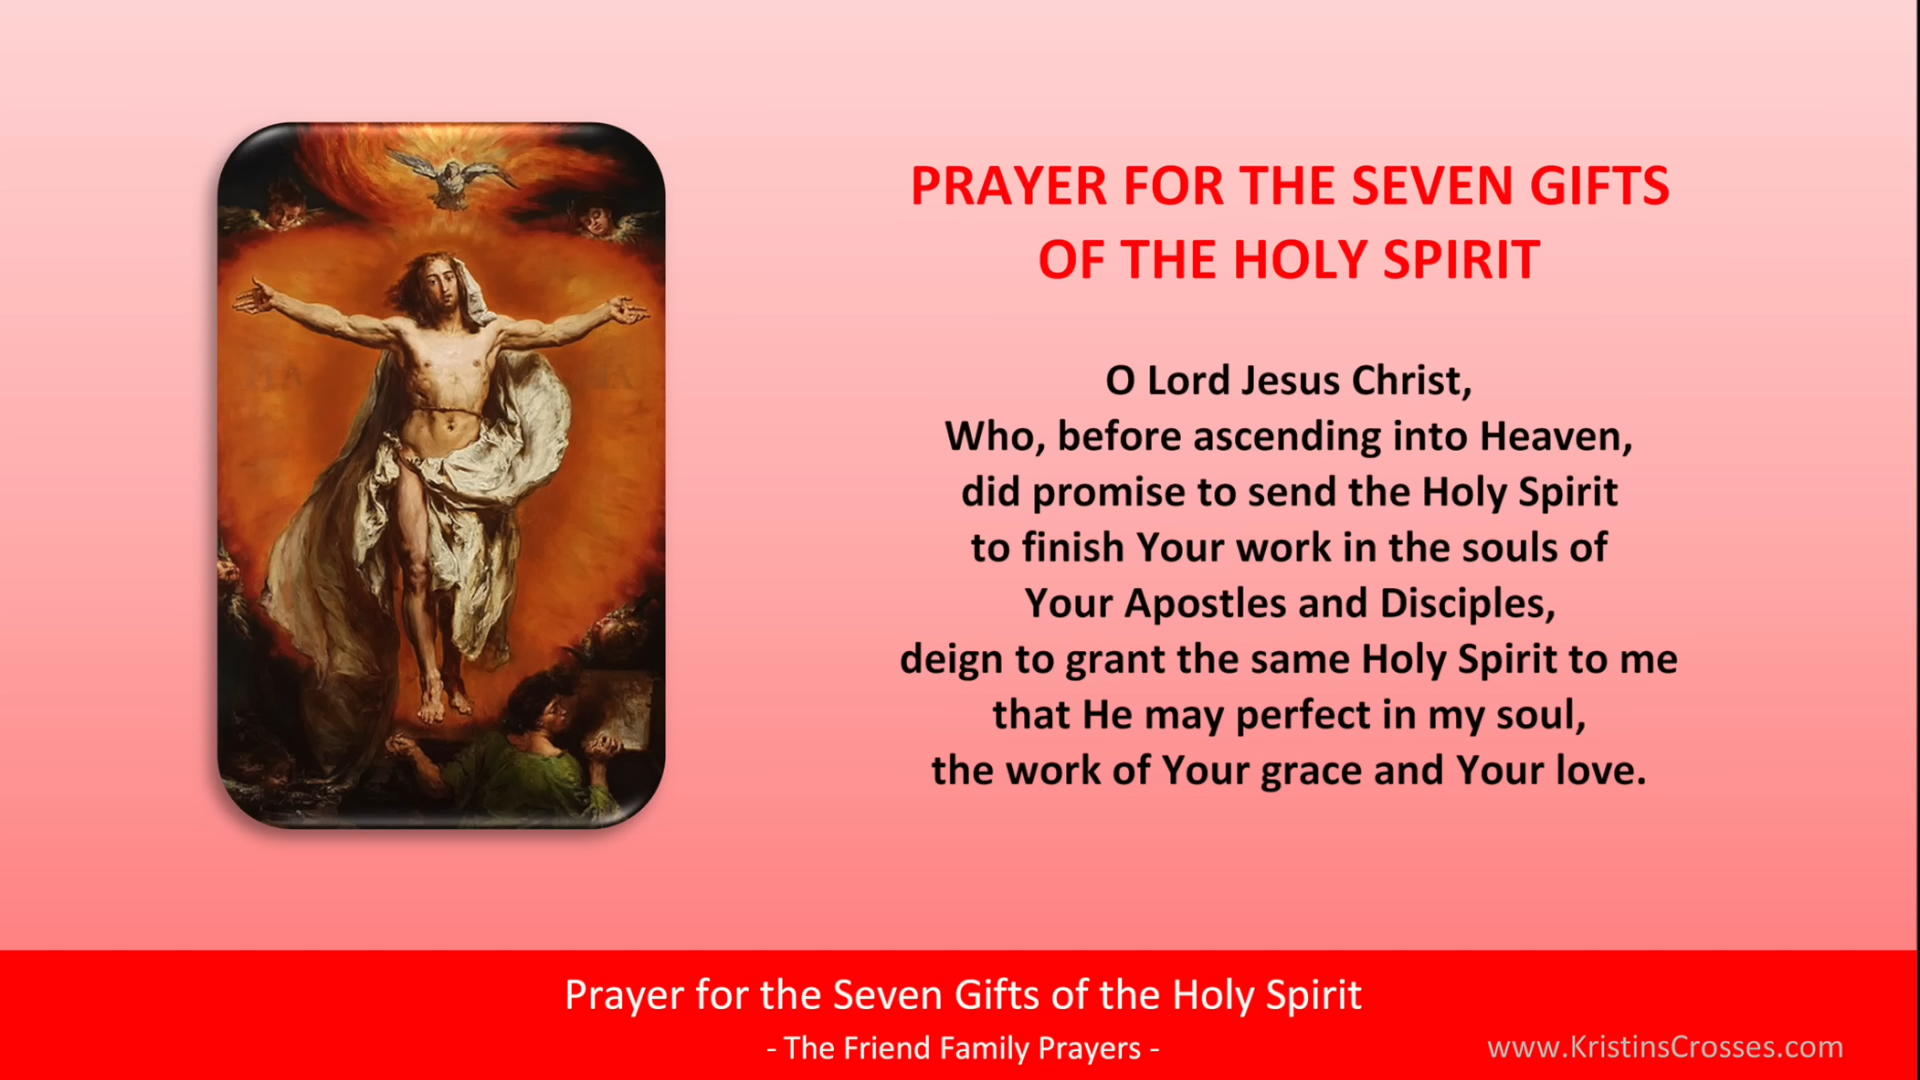 PRAYER FOR THE SEVEN GIFTS
OF THE HOLY SPIRIT
O Lord Jesus Christ,
Who, before ascending into Heaven,
did promise to send the Holy Spirit
to finish Your work in the souls of
Your Apostles and Disciples,
deign to grant the same Holy Spirit to me
that He may perfect in my soul,
the work of Your grace and Your love.
Prayer for the Seven Gifts of the Holy Spirit
- The Friend Family Prayers -
www.KristinsCrosses.com